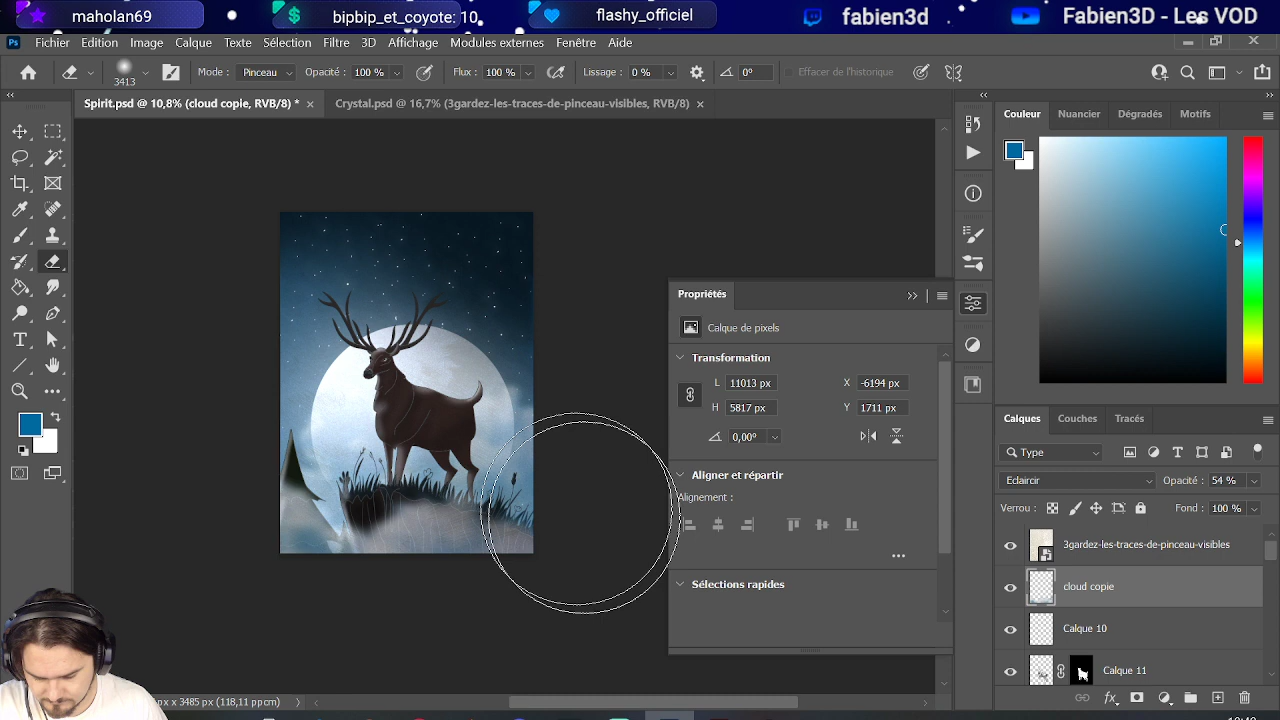 maholan69
bipbip_et_coyote: 10
flashy_officiel
fabien3d
Fabien3D - Les VOD
Ps Fichier Edition Image Calque Texte Sélection Filtre 3D Affichage Modules externes Fenêtre Aide
3413 Mode : Pinceau Opacité : 100 % Flux : 100 % Lissage : 0 % 0° Effacer de l'historique
Spirit.psd @ 10,8% (cloud copie, RVB/8) * Crystal.psd @ 16,7% (3gardez-les-traces-de-pinceau-visibles, RVB/8)
Couleur Nuancier Dégradés Motifs
Propriétés
Calque de pixels
Transformation
L 11013 px X -6194 px
H 5817 px Y 1711 px
0,00°
Aligner et répartir
Alignement :
Sélections rapides
Calques Couches Tracés
Type
Eclaircir Opacité : 54 %
Verrou : Fond : 100 %
3gardez-les-traces-de-pinceau-visibles
cloud copie
Calque 10
Calque 11
px x 3485 px (118,11 ppcm)